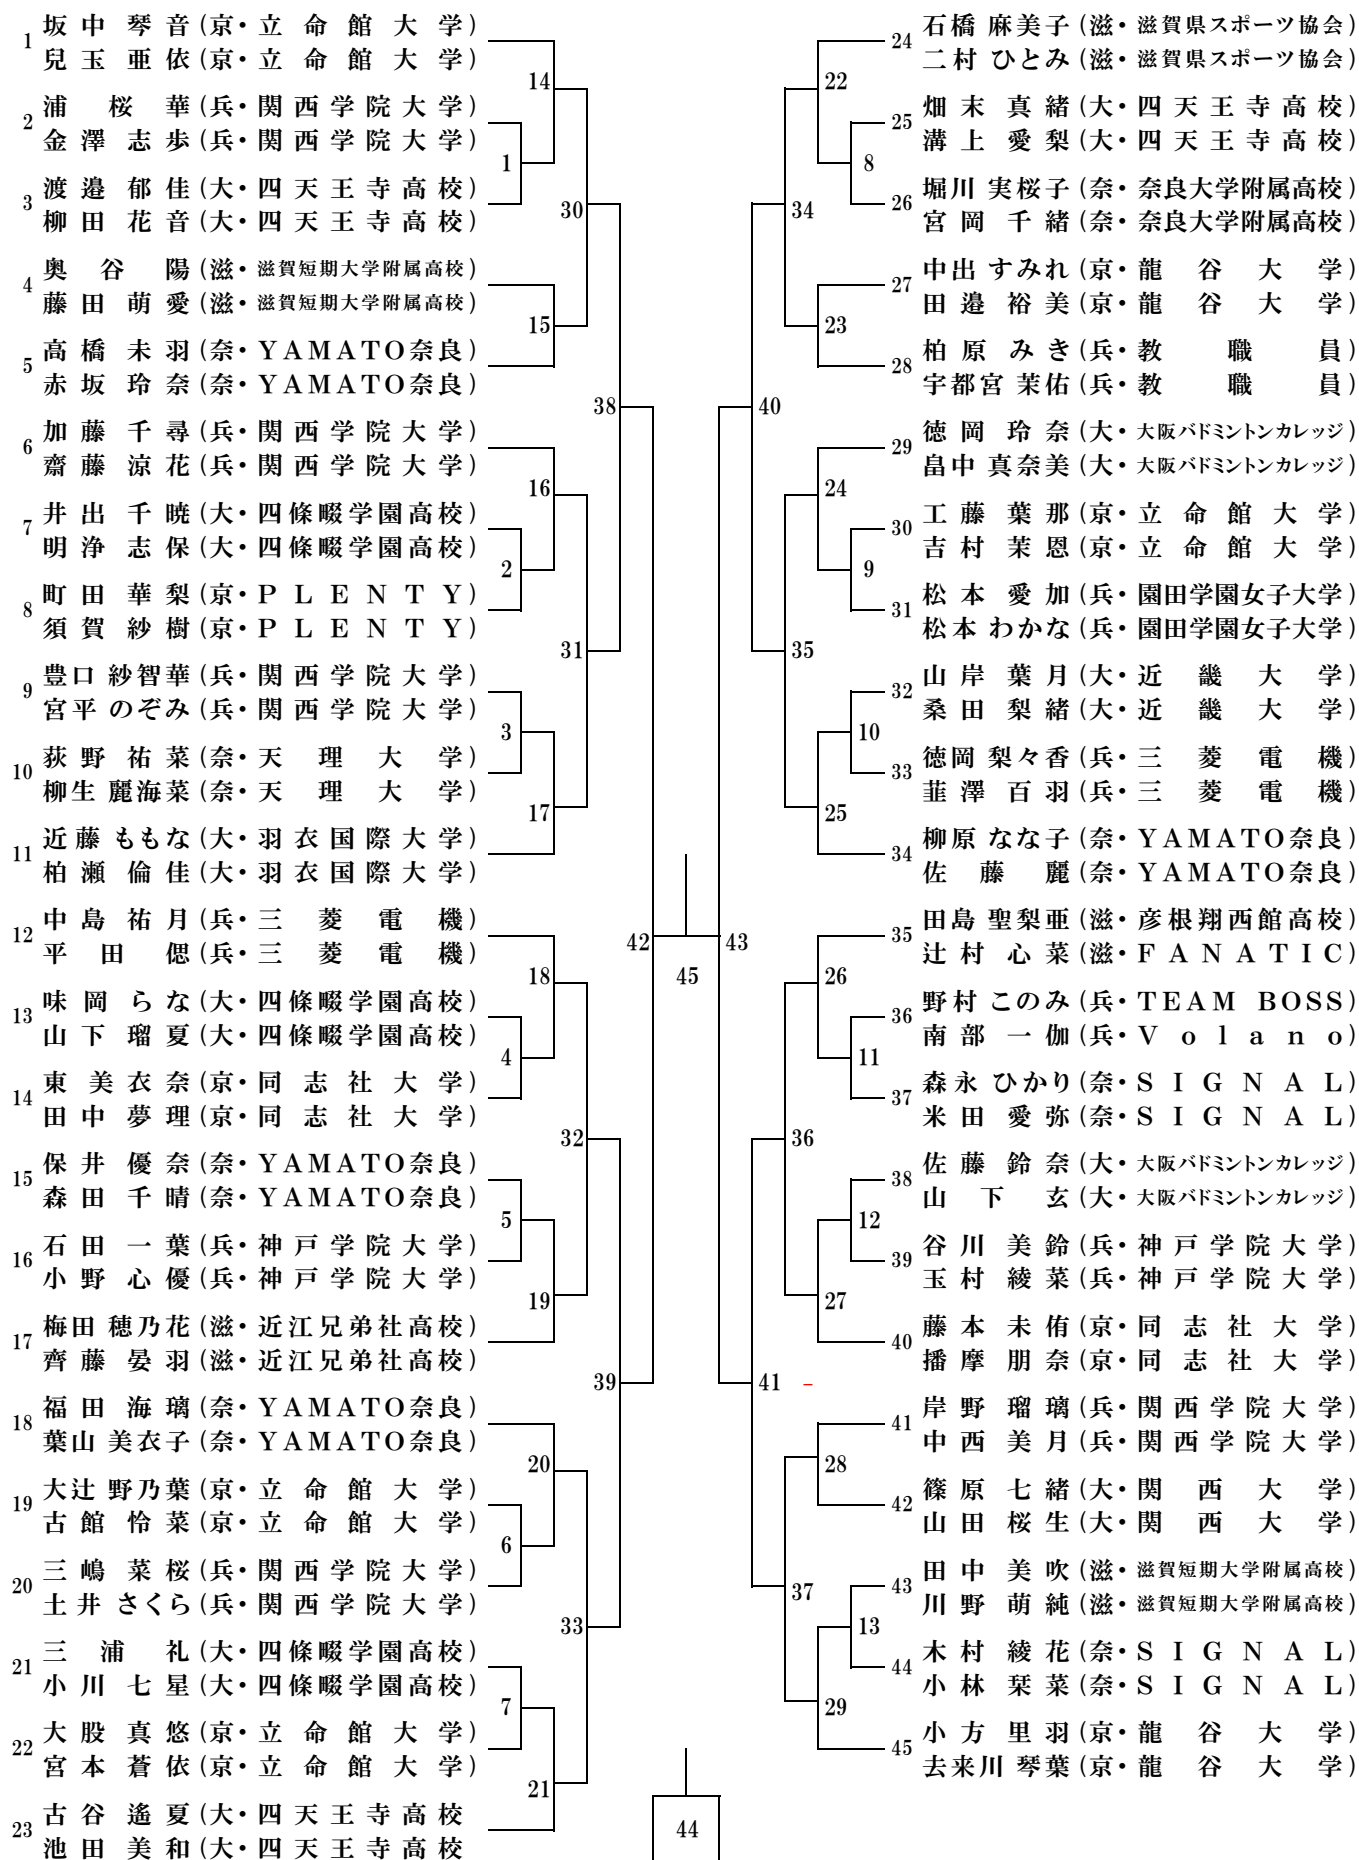 1 坂中琴音(京・立命館大学)
兒玉亜依(京・立命館大学)
2 浦桜華(兵・関西学院大学)
金澤志歩(兵・関西学院大学)
3 渡邉郁佳(大・四天王寺高校)
柳田花音(大・四天王寺高校)
4 奥谷陽(滋・滋賀短期大学附属高校)
藤田萌愛(滋・滋賀短期大学附属高校)
5 高橋未羽(奈・YAMATO奈良)
赤坂玲奈(奈・YAMATO奈良)
6 加藤千尋(兵・関西学院大学)
齋藤涼花(兵・関西学院大学)
7 井出千暁(大・四條畷学園高校)
明浄志保(大・四條畷学園高校)
8 町田華梨(京・PLENTY)
須賀紗樹(京・PLENTY)
9 豊口紗智華(兵・関西学院大学)
宮平のぞみ(兵・関西学院大学)
10 荻野祐菜(奈・天理大学)
柳生麗海菜(奈・天理大学)
11 近藤ももな(大・羽衣国際大学)
柏瀬倫佳(大・羽衣国際大学)
12 中島祐月(兵・三菱電機)
平田偲(兵・三菱電機)
13 味岡らな(大・四條畷学園高校)
山下瑠夏(大・四條畷学園高校)
14 東美衣奈(京・同志社大学)
田中夢理(京・同志社大学)
15 保井優奈(奈・YAMATO奈良)
森田千晴(奈・YAMATO奈良)
16 石田一葉(兵・神戸学院大学)
小野心優(兵・神戸学院大学)
17 梅田穂乃花(滋・近江兄弟社高校)
齊藤晏羽(滋・近江兄弟社高校)
18 福田海璃(奈・YAMATO奈良)
葉山美衣子(奈・YAMATO奈良)
19 大辻野乃葉(京・立命館大学)
古館怜菜(京・立命館大学)
20 三嶋菜桜(兵・関西学院大学)
土井さくら(兵・関西学院大学)
21 三浦礼(大・四條畷学園高校)
小川七星(大・四條畷学園高校)
22 大股真悠(京・立命館大学)
宮本蒼依(京・立命館大学)
23 古谷遙夏(大・四天王寺高校
池田美和(大・四天王寺高校
14
1
30
15
38
16
2
31
3
17
42
18
4
32
5
19
39
20
6
33
7
21
45
44
43
22
8
34
23
40
24
9
35
10
25
26
11
36
12
27
41 -
28
37
13
29
24 石橋麻美子(滋・滋賀県スポーツ協会)
二村ひとみ(滋・滋賀県スポーツ協会)
25 畑末真緒(大・四天王寺高校)
溝上愛梨(大・四天王寺高校)
26 堀川実桜子(奈・奈良大学附属高校)
宮岡千緒(奈・奈良大学附属高校)
27 中出すみれ(京・龍谷大学)
田邉裕美(京・龍谷大学)
28 柏原みき(兵・教職員)
宇都宮茉佑(兵・教職員)
29 徳岡玲奈(大・大阪バドミントンカレッジ)
畠中真奈美(大・大阪バドミントンカレッジ)
30 工藤葉那(京・立命館大学)
吉村茉恩(京・立命館大学)
31 松本愛加(兵・園田学園女子大学)
松本わかな(兵・園田学園女子大学)
32 山岸葉月(大・近畿大学)
桑田梨緒(大・近畿大学)
33 徳岡梨々香(兵・三菱電機)
韮澤百羽(兵・三菱電機)
34 柳原なな子(奈・YAMATO奈良)
佐藤麗(奈・YAMATO奈良)
35 田島聖梨亜(滋・彦根翔西館高校)
辻村心菜(滋・FANATIC)
36 野村このみ(兵・TEAM BOSS)
南部一伽(兵・Volano)
37 森永ひかり(奈・SIGNAL)
米田愛弥(奈・SIGNAL)
38 佐藤鈴奈(大・大阪バドミントンカレッジ)
山下玄(大・大阪バドミントンカレッジ)
39 谷川美鈴(兵・神戸学院大学)
玉村綾菜(兵・神戸学院大学)
40 藤本未侑(京・同志社大学)
播摩朋奈(京・同志社大学)
41 岸野瑠璃(兵・関西学院大学)
中西美月(兵・関西学院大学)
42 篠原七緒(大・関西大学)
山田桜生(大・関西大学)
43 田中美吹(滋・滋賀短期大学附属高校)
川野萌純(滋・滋賀短期大学附属高校)
44 木村綾花(奈・SIGNAL)
小林栞菜(奈・SIGNAL)
45 小方里羽(京・龍谷大学)
去来川琴葉(京・龍谷大学)